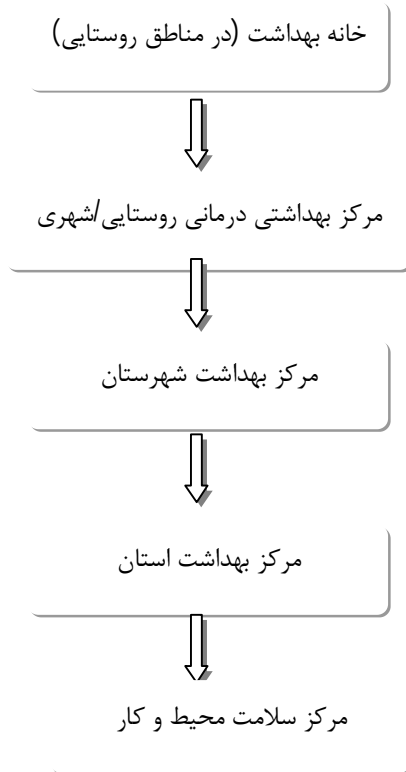 خانه بهداشت (در مناطق روستایی)
مرکز بهداشتی درمانی روستایی/شهری
مرکز بهداشت شهرستان
مرکز بهداشت استان
مرکز سلامت محیط و کار